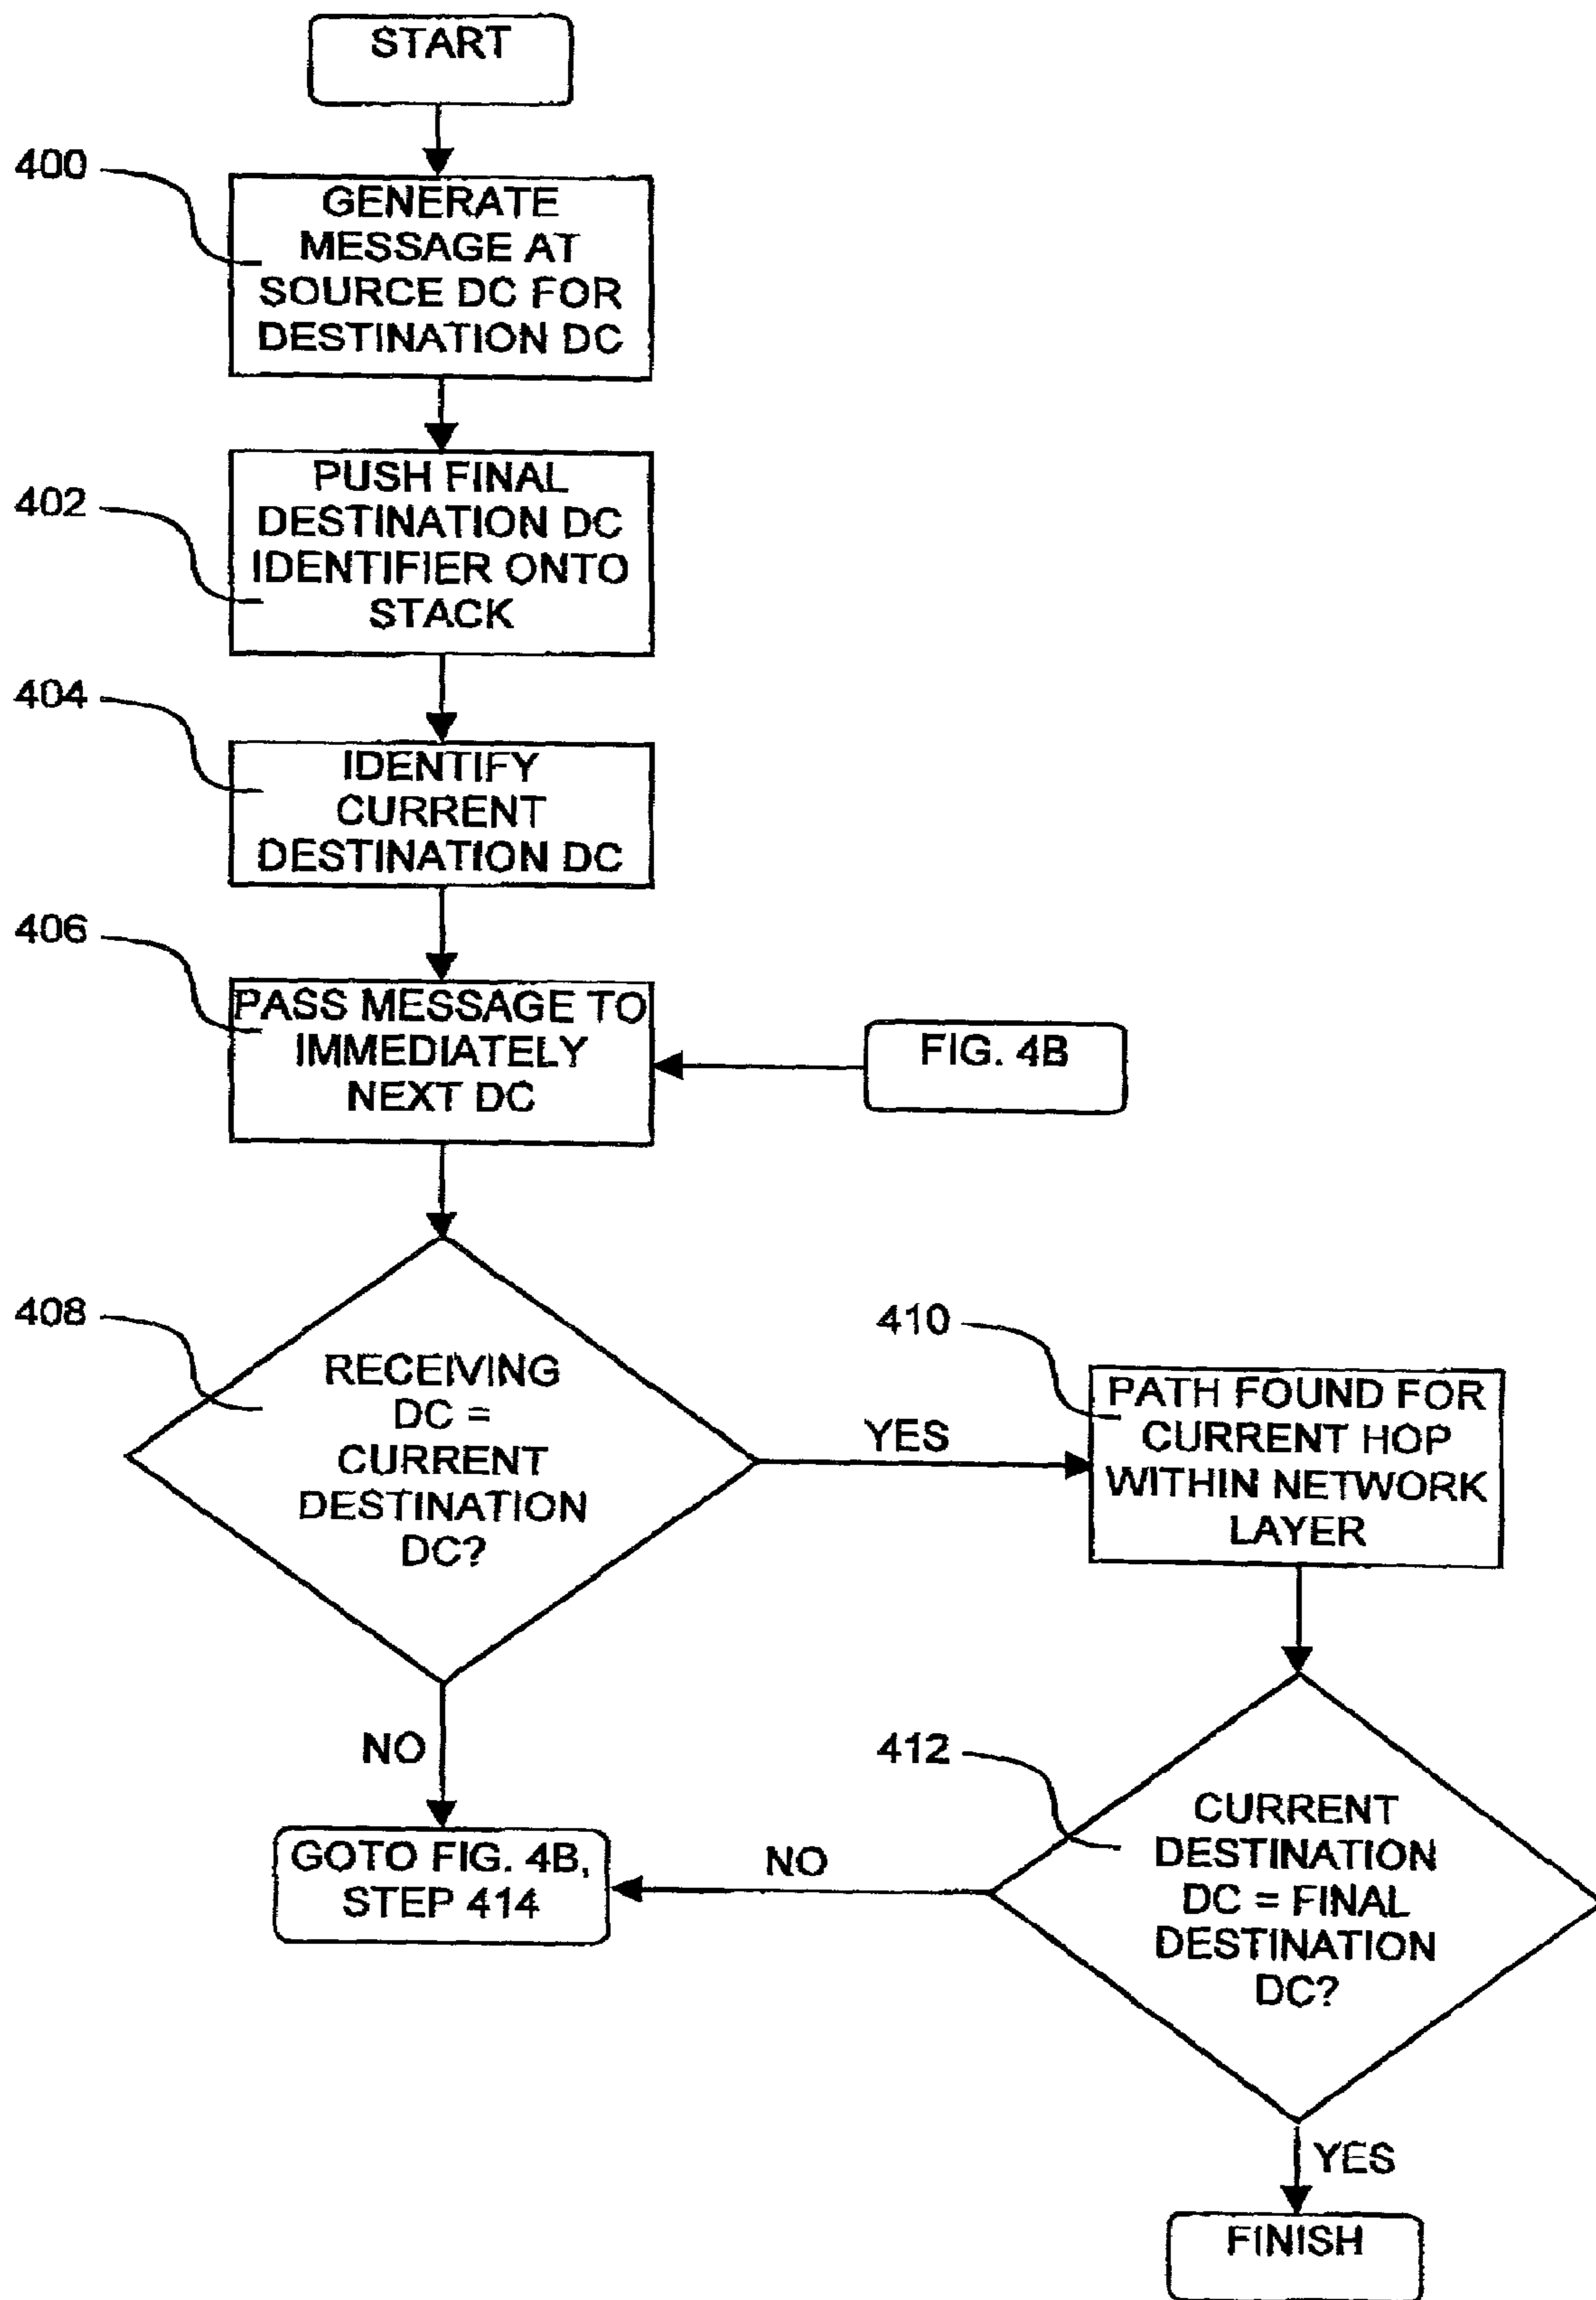 START
400
GENERATE
MESSAGE AT
SOURCE DC FOR
DESTINATION DC
402
PUSH FINAL
DESTINATION DC
IDENTIFIER ONTO
STACK
404
IDENTIFY
CURRENT
DESTINATION DC
406
PASS MESSAGE TO
IMMEDIATELY
NEXT DC
FIG. 4B
408
RECEIVING
DC =
CURRENT
DESTINATION
DC?
YES
410
PATH FOUND FOR
CURRENT HOP
WITHIN NETWORK
LAYER
NO
GOTO FIG. 4B,
STEP 414
NO
412
CURRENT
DESTINATION
DC = FINAL
DESTINATION
DC?
YES
FINISH